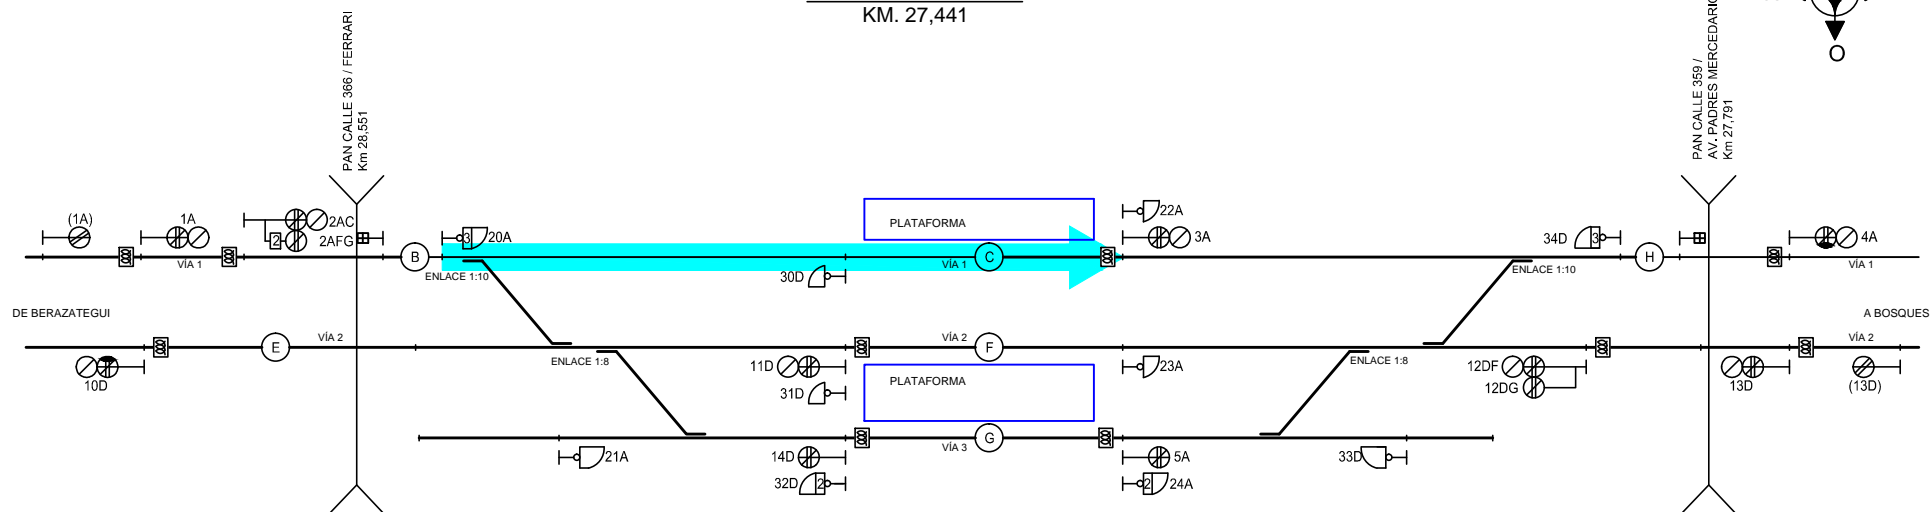 KM. 27,441
O
PAN CALLE 366 / FERRARI
Km 28,551
PAN CALLE 359 /
AV. PADRES MERCEDARIO
Km 27,791
(1A)
1A
2AC
2
2AFG
3
20A
PLATAFORMA
22A
3A
34D
3
4A
VÍA 1
B
ENLACE 1:10
30D
VÍA 1
C
ENLACE 1:10
H
VÍA 1
DE BERAZATEGUI
A BOSQUES
E
VÍA 2
VÍA 2
F
VÍA 2
10D
ENLACE 1:8
11D
31D
PLATAFORMA
23A
ENLACE 1:8
12DF
12DG
13D
(13D)
VÍA 3
G
21A
14D
32D
2
5A
2
24A
33D